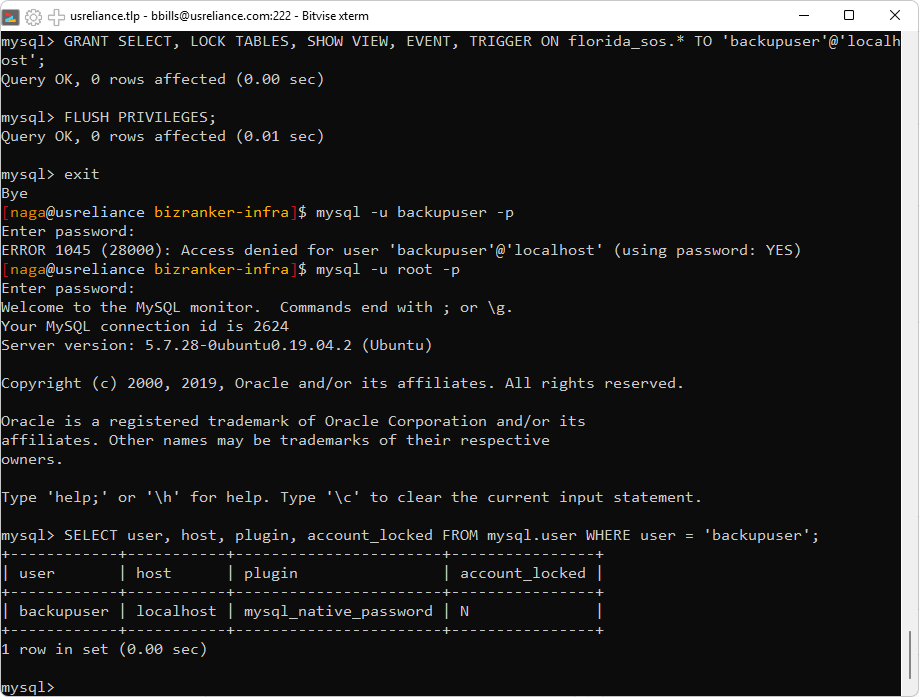 usreliance.tlp - bbills@usreliance.com:222 - Bitvise xterm
mysql> GRANT SELECT, LOCK TABLES, SHOW VIEW, EVENT, TRIGGER ON florida_sos.* TO 'backupuser'@'localh
ost';
Query OK, 0 rows affected (0.00 sec)

mysql> FLUSH PRIVILEGES;
Query OK, 0 rows affected (0.01 sec)

mysql> exit
Bye
[naga@usreliance bizranker-infra]$ mysql -u backupuser -p
Enter password:
ERROR 1045 (28000): Access denied for user 'backupuser'@'localhost' (using password: YES)
[naga@usreliance bizranker-infra]$ mysql -u root -p
Enter password:
Welcome to the MySQL monitor.  Commands end with ; or \g.
Your MySQL connection id is 2624
Server version: 5.7.28-0ubuntu0.19.04.2 (Ubuntu)

Copyright (c) 2000, 2019, Oracle and/or its affiliates. All rights reserved.

Oracle is a registered trademark of Oracle Corporation and/or its
affiliates. Other names may be trademarks of their respective
owners.

Type 'help;' or '\h' for help. Type '\c' to clear the current input statement.

mysql> SELECT user, host, plugin, account_locked FROM mysql.user WHERE user = 'backupuser';
+------------+-----------+-----------------------+----------------+
| user       | host      | plugin                | account_locked |
+------------+-----------+-----------------------+----------------+
| backupuser | localhost | mysql_native_password | N              |
+------------+-----------+-----------------------+----------------+
1 row in set (0.00 sec)

mysql>